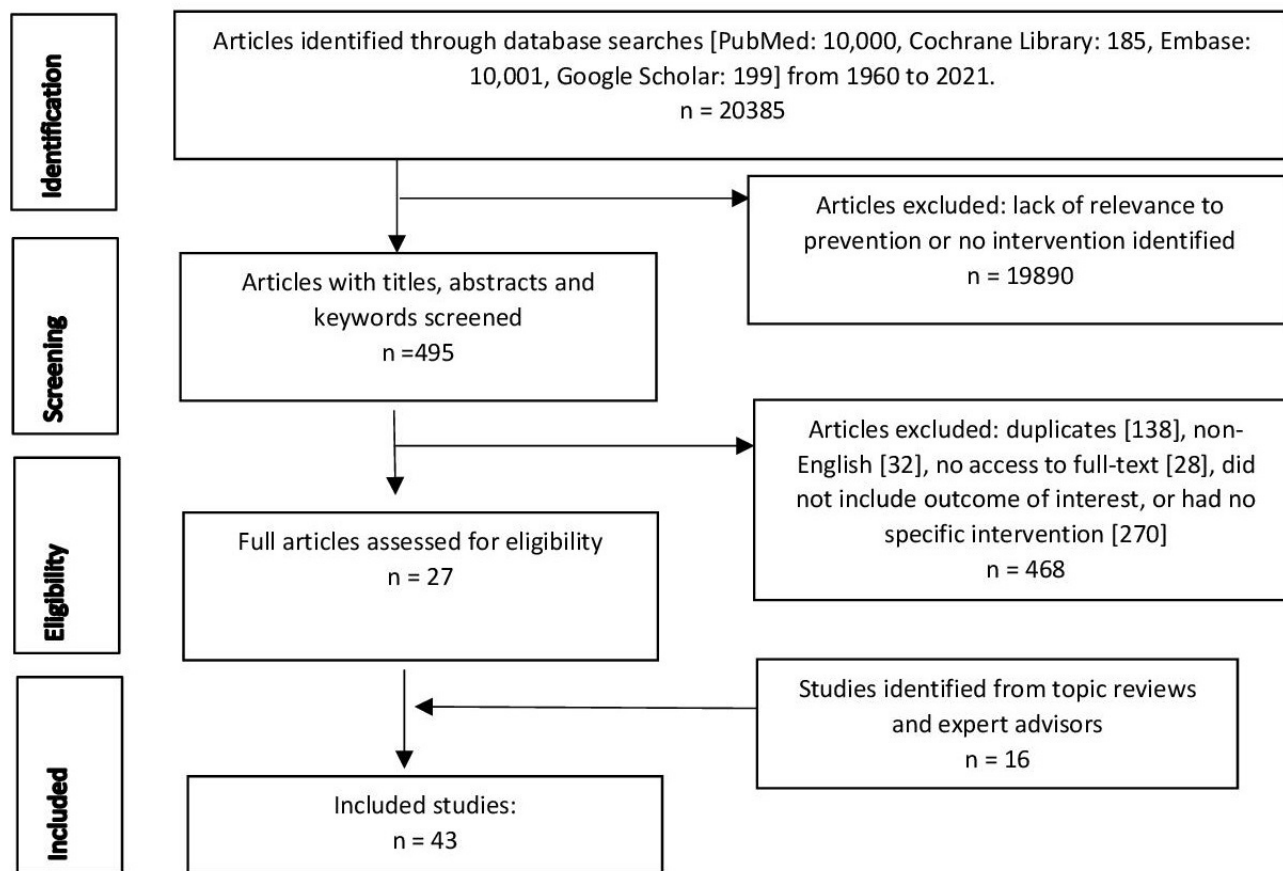 Identification
Articles identified through database searches [PubMed: 10,000, Cochrane Library: 185, Embase:
10,001, Google Scholar: 199] from 1960 to 2021.
n = 20385
Articles excluded: lack of relevance to
prevention or no intervention identified
n = 19890
Screening
Articles with titles, abstracts and
keywords screened
n =495
Articles excluded: duplicates [138], non-
English [32], no access to full-text [28], did
not include outcome of interest, or had no
specific intervention [270]
n = 468
Eligibility
Full articles assessed for eligibility
n = 27
Studies identified from topic reviews
and expert advisors
n = 16
Included
Included studies:
n = 43